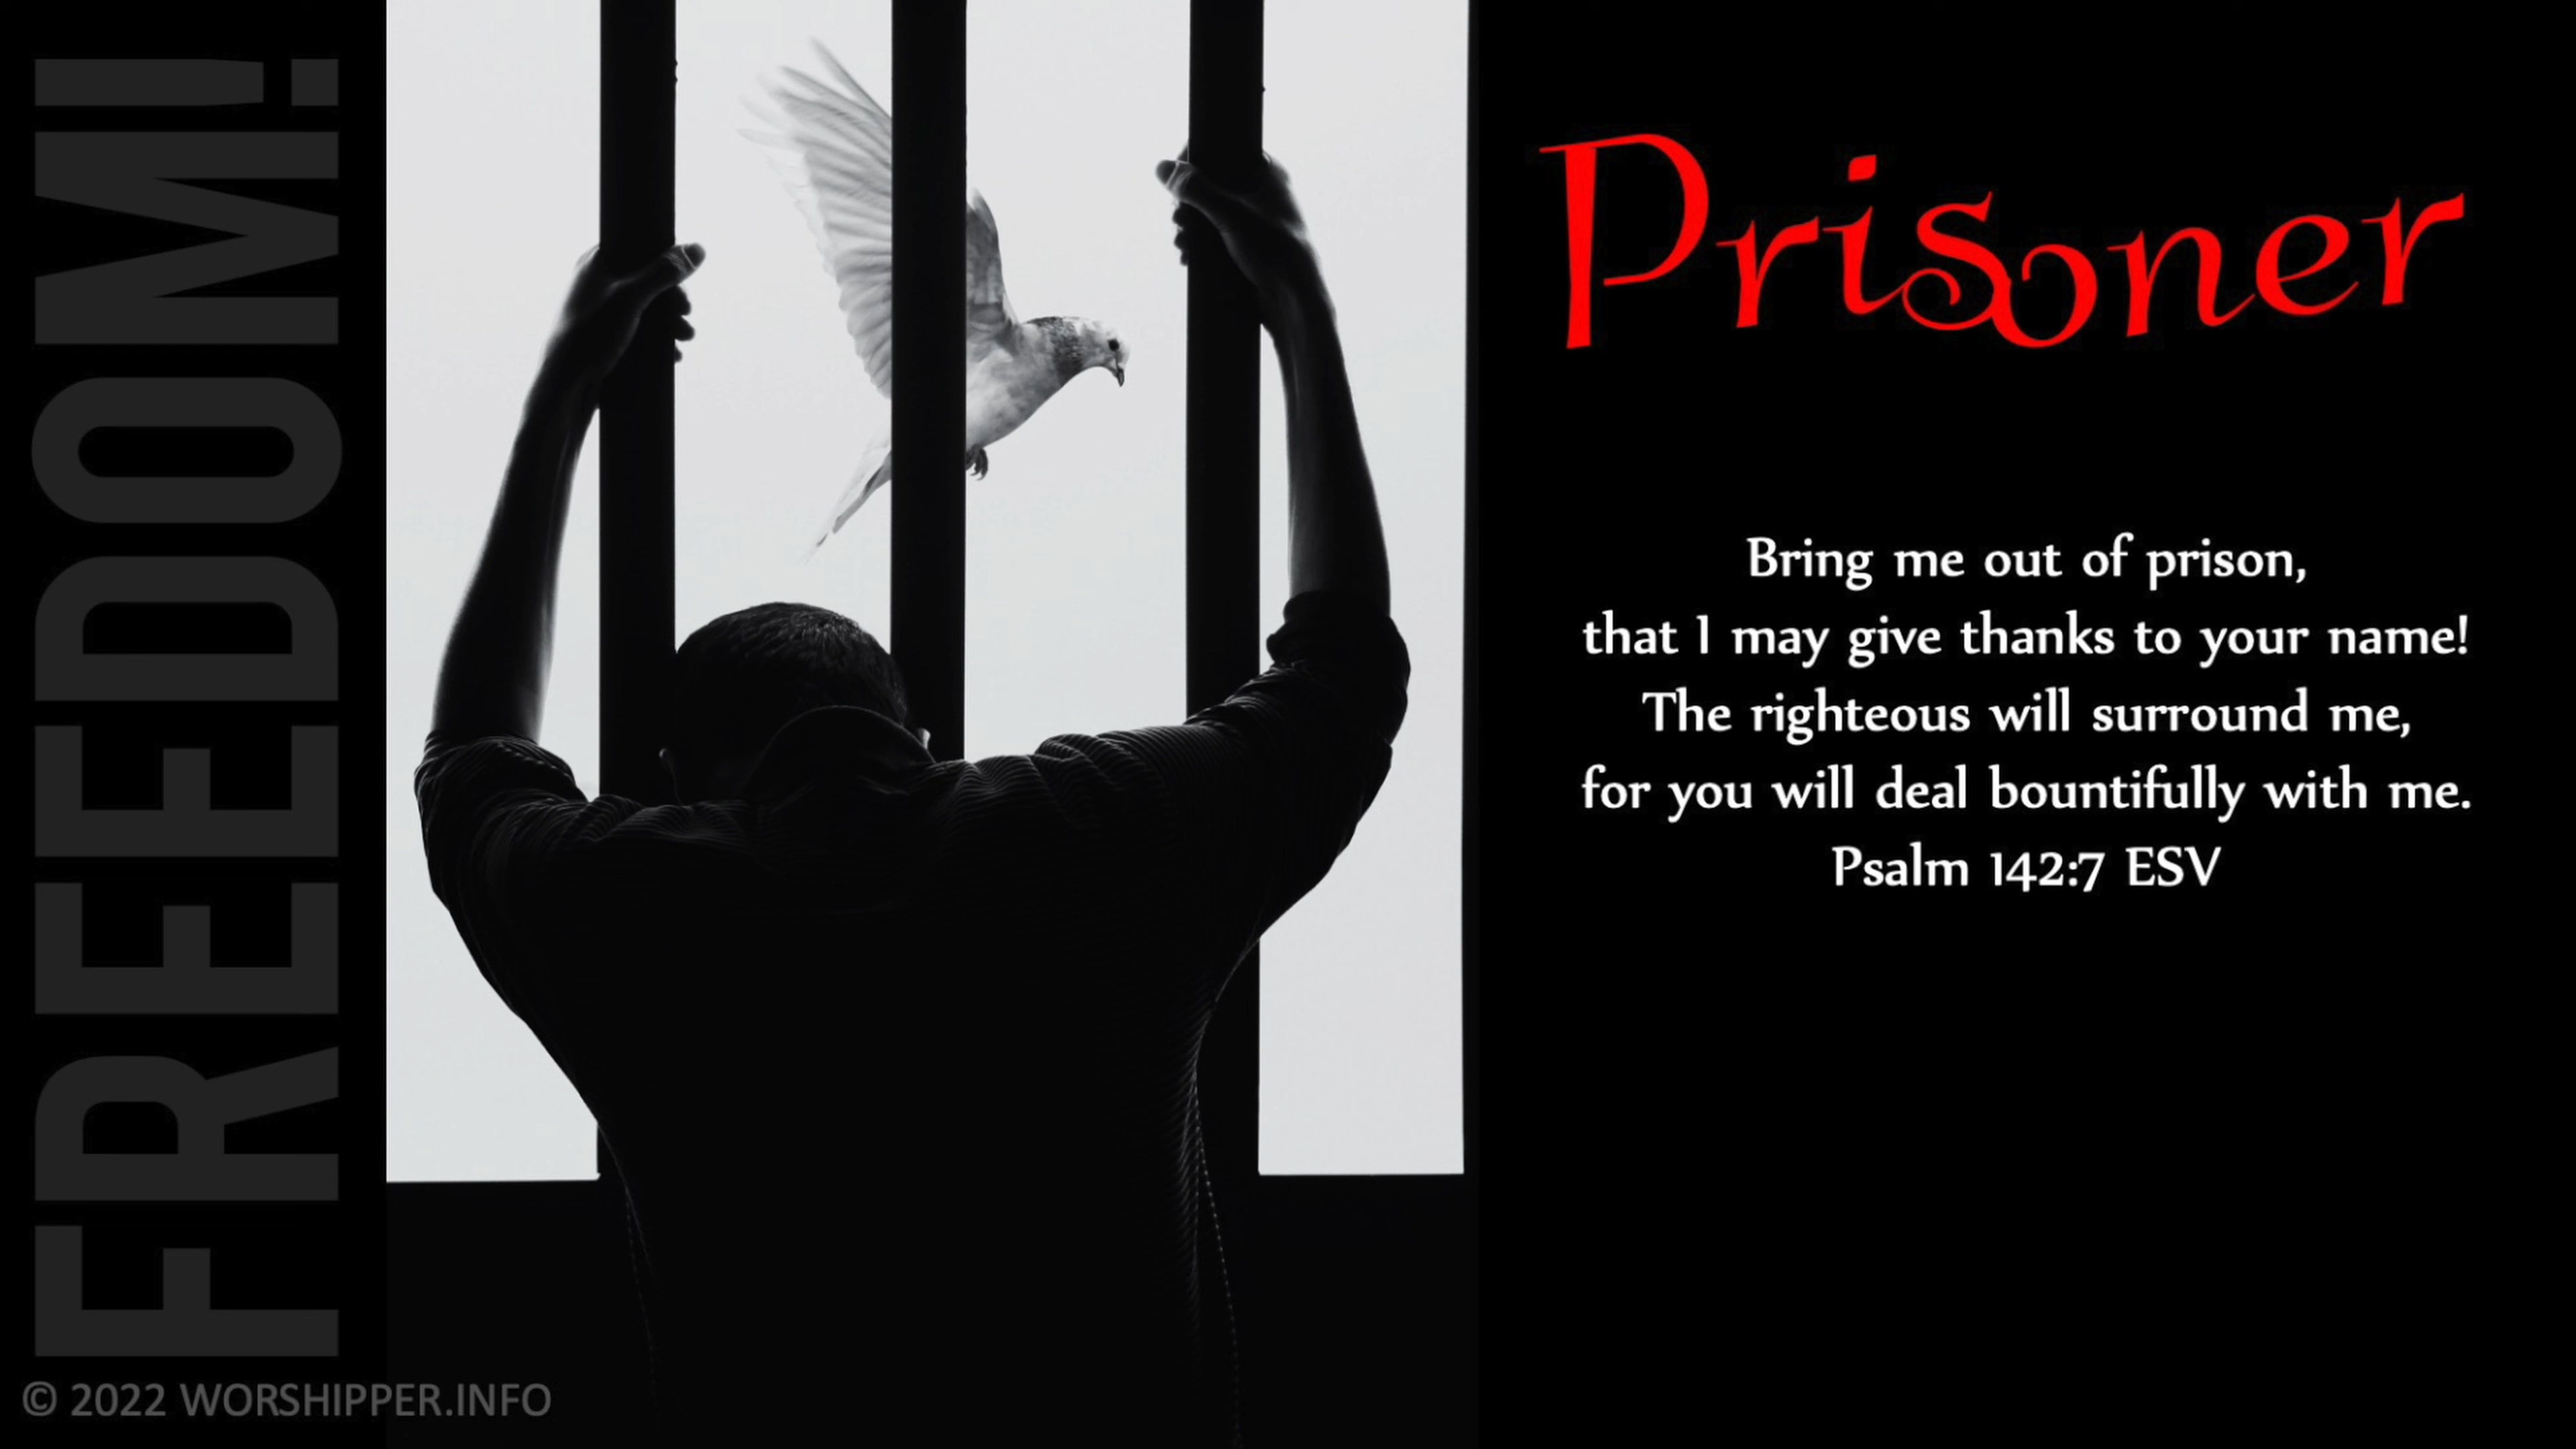 FREEDOM!
Prisoner
Bring me out of prison,
that I may give thanks to your name!
The righteous will surround me,
for you will deal bountifully with me.
Psalm 142:7 ESV
© 2022 WORSHIPPER.INFO